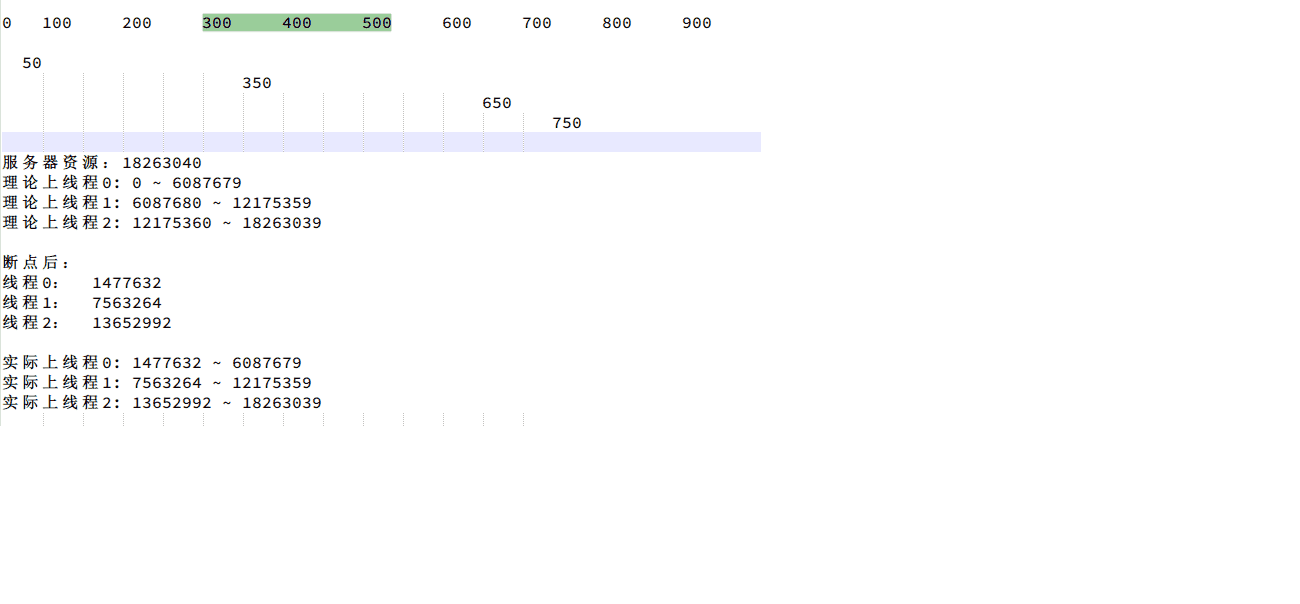 0 100 200 300 400 500 600 700 800 900
50
350
650
750
服务器资源：18263040
理论上线程0：0 ~ 6087679
理论上线程1：6087680 ~ 12175359
理论上线程2：12175360 ~ 18263039
断点后：
线程0： 1477632
线程1： 7563264
线程2： 13652992
实际上线程0：1477632 ~ 6087679
实际上线程1：7563264 ~ 12175359
实际上线程2：13652992 ~ 18263039